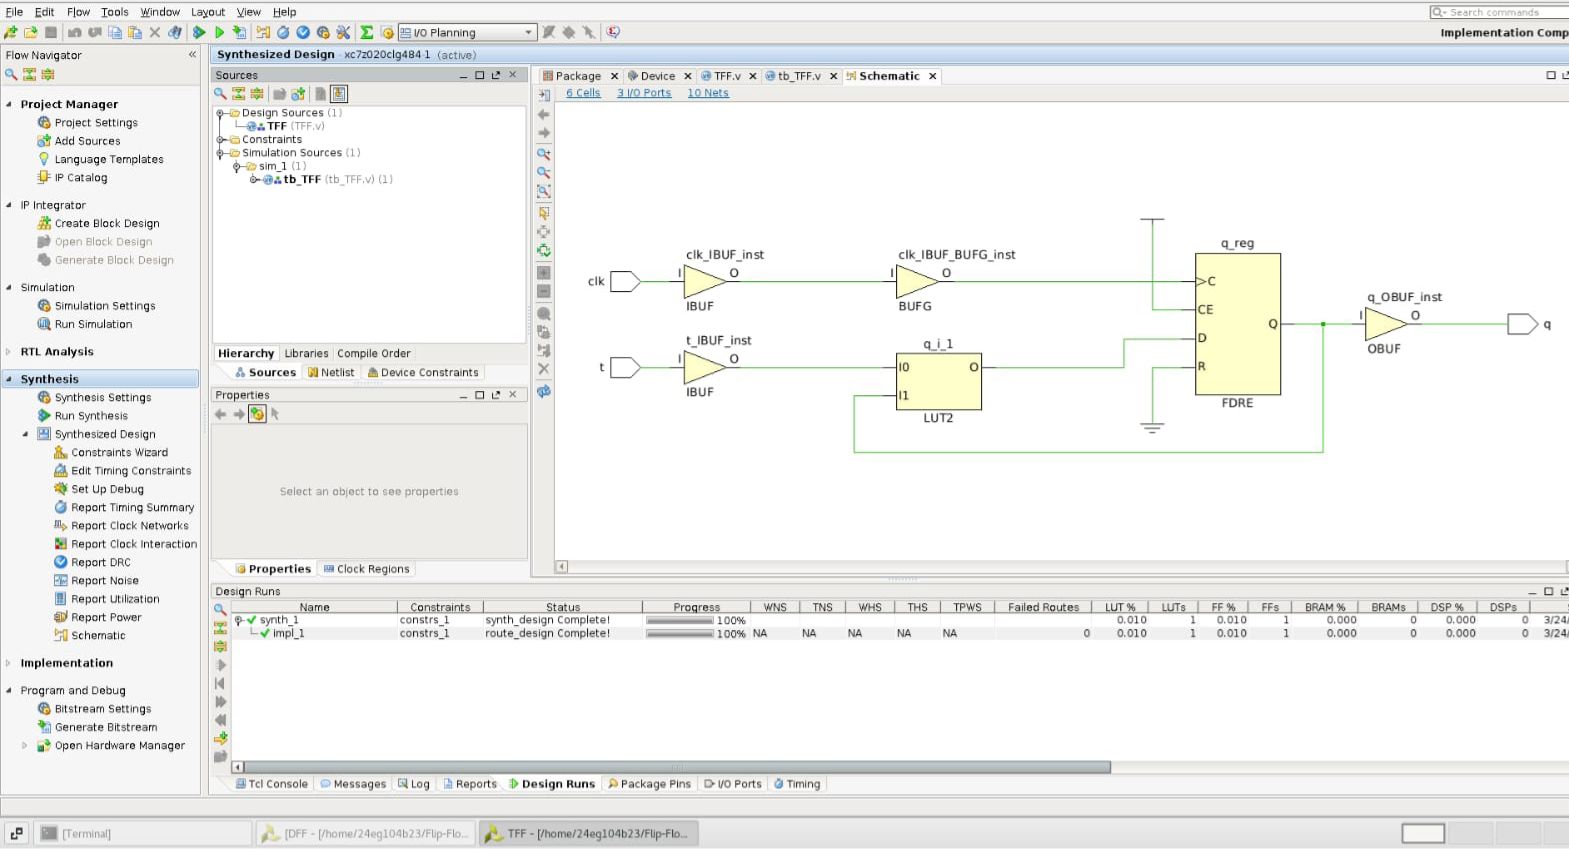 File Edit Flow Tools Window Layout View Help
Search commands
I/O Planning
Implementation Comp
Flow Navigator
Project Manager
Project Settings
Add Sources
Language Templates
IP Catalog
IP Integrator
Create Block Design
Open Block Design
Generate Block Design
Simulation
Simulation Settings
Run Simulation
RTL Analysis
Synthesis
Synthesis Settings
Run Synthesis
Synthesized Design
Constraints Wizard
Edit Timing Constraints
Set Up Debug
Report Timing Summary
Report Clock Networks
Report Clock Interaction
Report DRC
Report Noise
Report Utilization
Report Power
Schematic
Implementation
Program and Debug
Bitstream Settings
Generate Bitstream
Open Hardware Manager
Synthesized Design - xc7z020clg484-1 (active)
Sources
Design Sources (1)
TFF (TFF.v)
Constraints
Simulation Sources (1)
sim_1 (1)
tb_TFF (tb_TFF.v) (1)
Hierarchy Libraries Compile Order
Sources Netlist Device Constraints
Properties
Select an object to see properties
Properties Clock Regions
Package Device TFF.v tb_TFF.v Schematic
6 Cells 3 I/O Ports 10 Nets
q_reg
clk_IBUF_inst clk_IBUF_BUFG_inst
clk I O I O C
IBUF BUFG
CE
q_OBUF_inst
Q I O q
t_IBUF_inst q_i_1 D
OBUF
t I O I0 O R
IBUF I1
FDRE
LUT2
Design Runs
Name Constraints Status Progress WNS TNS WHS THS TPWS Failed Routes LUT % LUTs FF % FFs BRAM % BRAMs DSP % DSPs
synth_1 constrs_1 synth_design Complete! 100% 0.010 1 0.010 1 0.000 0 0.000 0 3/24/
impl_1 constrs_1 route_design Complete! 100% NA NA NA NA NA 0 0.010 1 0.010 1 0.000 0 0.000 0 3/24/
Tcl Console Messages Log Reports Design Runs Package Pins I/O Ports Timing
[Terminal] [DFF - [/home/24eg104b23/Flip-Flo... TFF - [/home/24eg104b23/Flip-Flo...